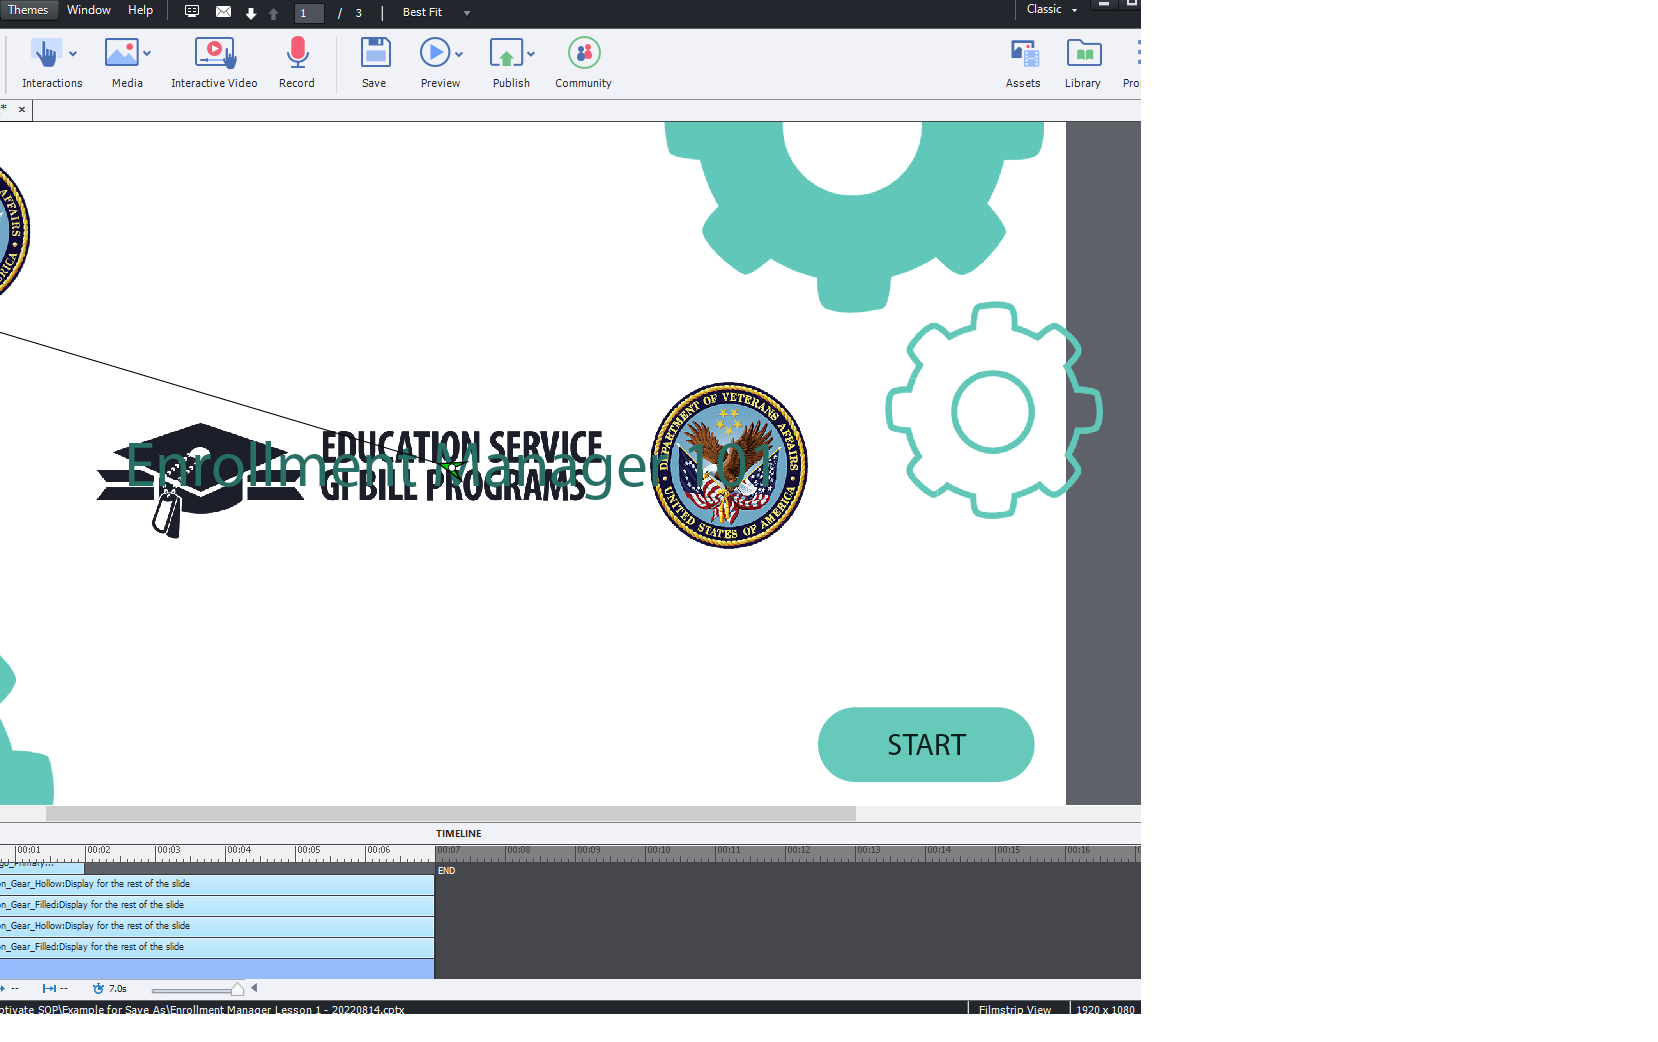 Themes Window Help 1 / 3 | Best Fit Classic
Interactions Media Interactive Video Record Save Preview Publish Community Assets Library
* ×
AFFAIRS
DEPARTMENT OF VETERANS AFFAIRS
EDUCATION SERVICE
Enrollment Manager 101
GI BILL PROGRAMS
UNITED STATES OF AMERICA
START
TIMELINE
00:01 00:02 00:03 00:04 00:05 00:06 00:07 00:08 00:09 00:10 00:11 00:12 00:13 00:14 00:15 00:16
go_Primary...
END
n_Gear_Hollow:Display for the rest of the slide
n_Gear_Filled:Display for the rest of the slide
n_Gear_Hollow:Display for the rest of the slide
n_Gear_Filled:Display for the rest of the slide
-- -- 7.0s
otivate SOP\Example for Save As\Enrollment Manager Lesson 1 - 20220814.cptx Filmstrip View 1920 x 1080